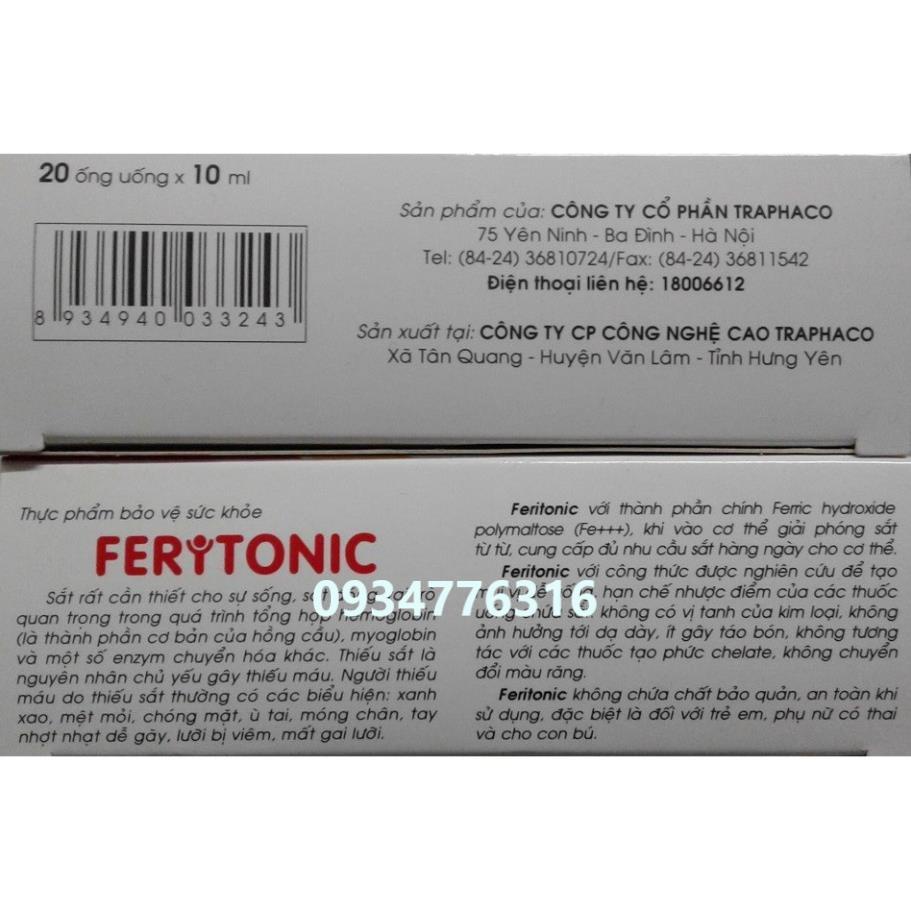 20 ống uống x 10 ml
8 934940 033243
Sản phẩm của: CÔNG TY CỔ PHẦN TRAPHACO
75 Yên Ninh - Ba Đình - Hà Nội
Tel: (84-24) 36810724/Fax: (84-24) 36811542
Điện thoại liên hệ: 18006612
Sản xuất tại: CÔNG TY CP CÔNG NGHỆ CAO TRAPHACO
Xã Tân Quang - Huyện Văn Lâm - Tỉnh Hưng Yên
Thực phẩm bảo vệ sức khỏe
FERITONIC
Sắt rất cần thiết cho sự sống,
quan trọng trong quá trình tổng hợp hemoglobin
(là thành phần cơ bản của hồng cầu), myoglobin
và một số enzym chuyển hóa khác. Thiếu sắt là
nguyên nhân chủ yếu gây thiếu máu. Người thiếu
máu do thiếu sắt thường có các biểu hiện: xanh
xao, mệt mỏi, chóng mặt, ù tai, móng chân, tay
nhợt nhạt dễ gãy, lưỡi bị viêm, mất gai lưỡi.
Feritonic với thành phần chính Ferric hydroxide
polymaltose (Fe+++), khi vào cơ thể giải phóng sắt
từ từ, cung cấp đủ nhu cầu sắt hàng ngày cho cơ thể.
Feritonic với công thức được nghiên cứu để tạo
hạn chế nhược điểm của các thuốc
không có vị tanh của kim loại, không
ảnh hưởng tới dạ dày, ít gây táo bón, không tương
tác với các thuốc tạo phức chelate, không chuyển
đổi màu răng.
Feritonic không chứa chất bảo quản, an toàn khi
sử dụng, đặc biệt là đối với trẻ em, phụ nữ có thai
và cho con bú.
0934776316